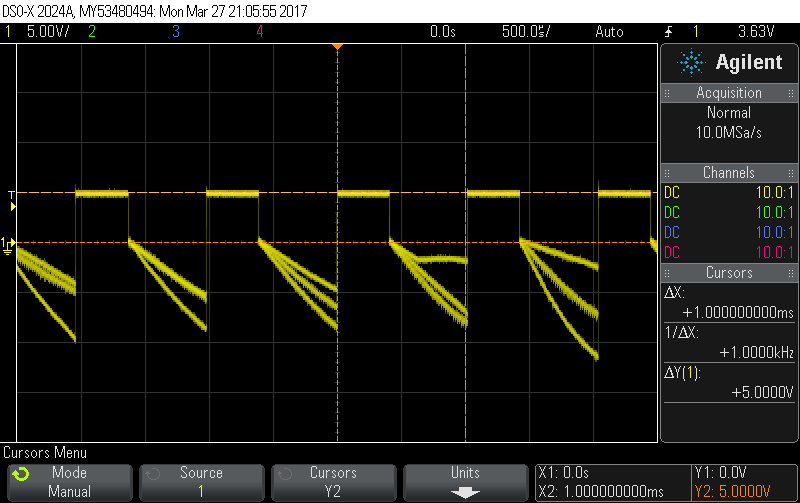 DSO-X 2024A, MY53480494: Mon Mar 27 21:05:55 2017
1 5.00V/ 2 3 4 0.0s 500.0㎲/ Auto 1 3.63V
Agilent
Acquisition
Normal
10.0MSa/s
Channels
DC 10.0:1
DC 10.0:1
DC 10.0:1
DC 10.0:1
Cursors
ΔX:
+1.000000000ms
1/ΔX:
+1.0000kHz
ΔY(1):
+5.0000V
T
1
Cursors Menu
Mode
Manual
Source
1
Cursors
Y2
Units
X1: 0.0s
X2: 1.000000000ms
Y1: 0.0V
Y2: 5.0000V